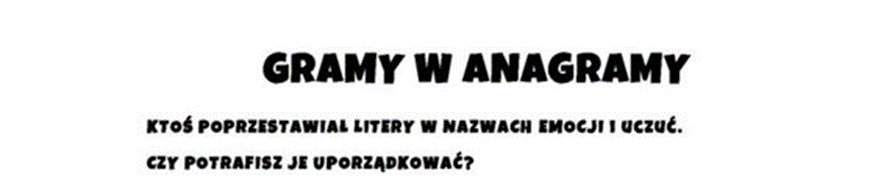 GRAMY W ANAGRAMY
KTOŚ POPRZESTAWIAŁ LITERY W NAZWACH EMOCJI I UCZUĆ.
CZY POTRAFISZ JE UPORZĄDKOWAĆ?